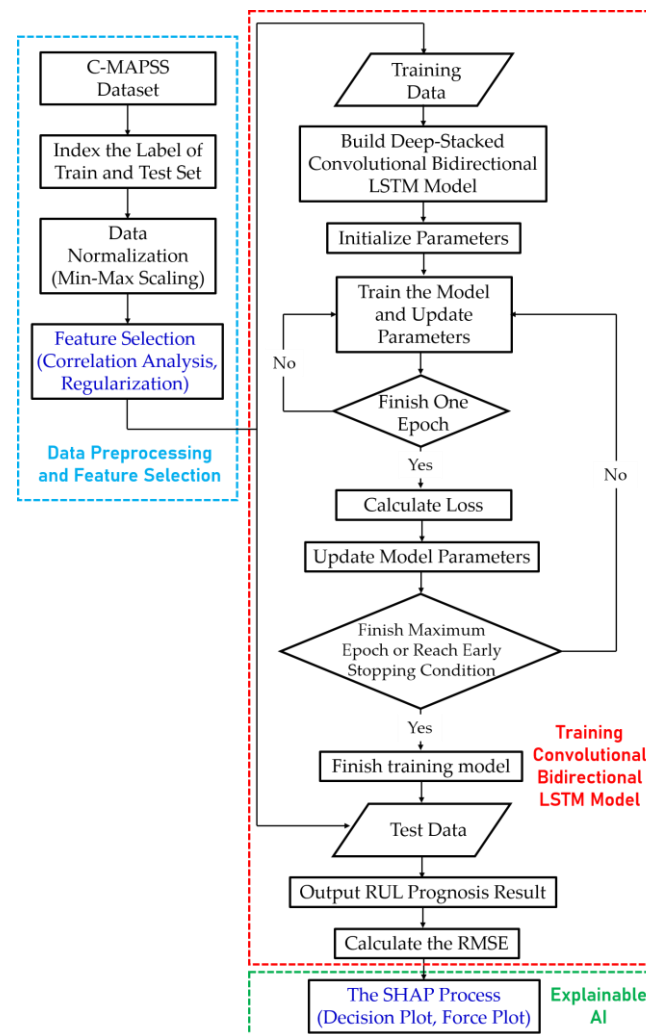 C-MAPSS
Dataset
Index the Label of
Train and Test Set
Data
Normalization
(Min-Max Scaling)
Feature Selection
(Correlation Analysis,
Regularization)
Data Preprocessing
and Feature Selection
Training
Data
Build Deep-Stacked
Convolutional Bidirectional
LSTM Model
Initialize Parameters
Train the Model
and Update
Parameters
No
Finish One
Epoch
Yes
No
Calculate Loss
Update Model Parameters
Finish Maximum
Epoch or Reach Early
Stopping Condition
Yes
Finish training model
Training
Convolutional
Bidirectional
LSTM Model
Test Data
Output RUL Prognosis Result
Calculate the RMSE
The SHAP Process
(Decision Plot, Force Plot)
Explainable
AI